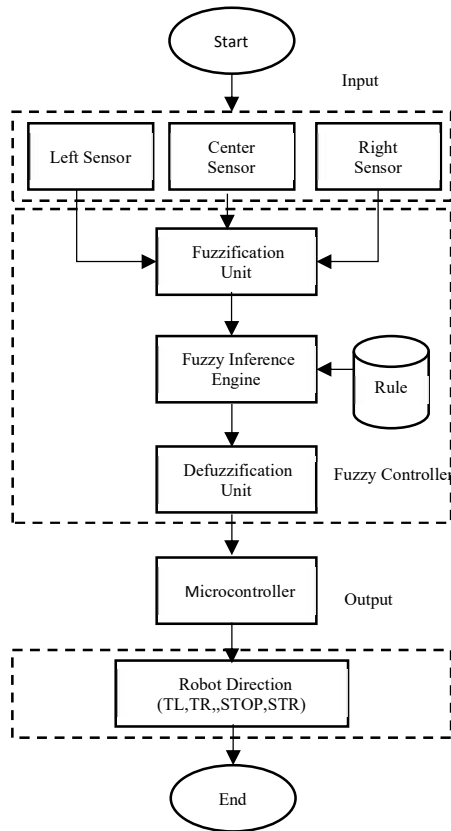 Start
Input
Left Sensor
Center
Sensor
Right
Sensor
Fuzzification
Unit
Fuzzy Inference
Engine
Rule
Defuzzification
Unit
Fuzzy Controller
Microcontroller
Output
Robot Direction
(TL,TR,,STOP,STR)
End